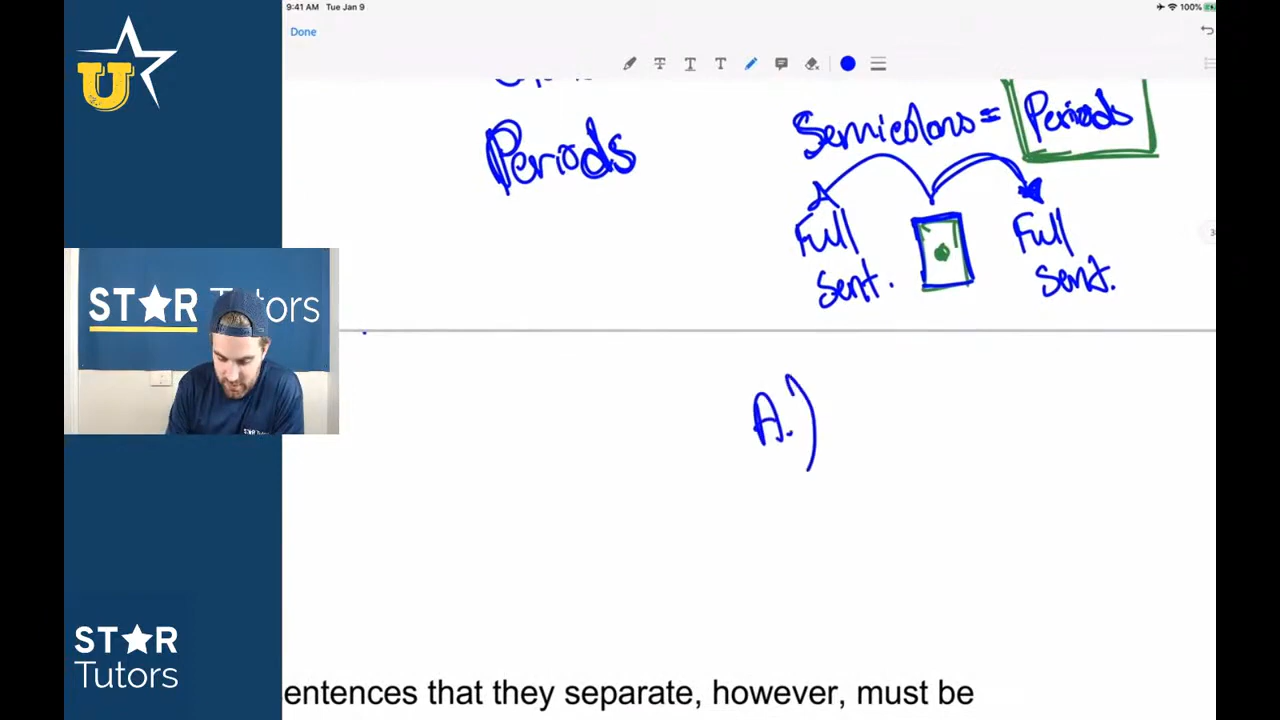 9:41 AM Tue Jan 9
100%
Done
T T T
Periods
Semicolons = Periods
Full sent. . Full sent.
A.)
U
STAR Tutors
STAR
Tutors
entences that they separate, however, must be